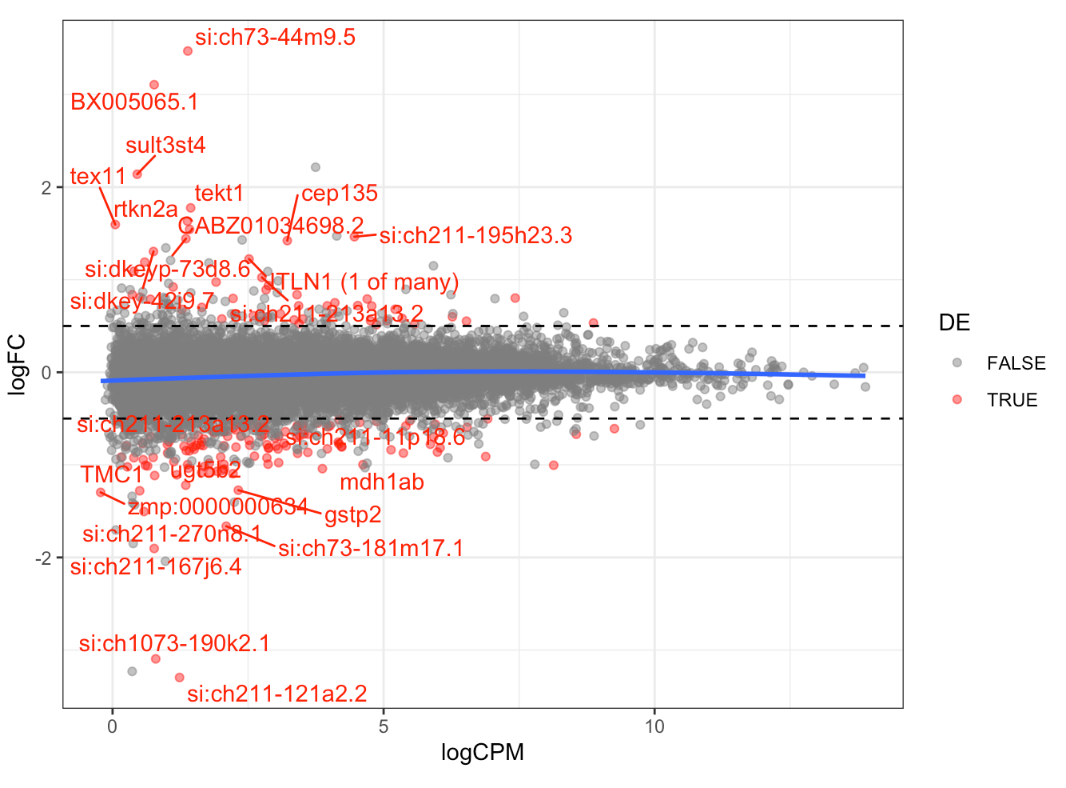 si:ch73-44m9.5
BX005065.1
sult3st4
tex11
tekt1
cep135
rtkn2a
CABZ01034698.2
si:ch211-195h23.3
si:dkeyp-73d8.6
ITLN1 (1 of many)
si:dkey-42i9.7
si:ch211-213a13.2
DE
FALSE
TRUE
logFC
2
0
-2
si:ch211-213a13.2
si:ch211-11p18.6
TMC1
ugt5b2
mdh1ab
zmp:0000000634
gstp2
si:ch211-270n8.1
si:ch73-181m17.1
si:ch211-167j6.4
si:ch1073-190k2.1
si:ch211-121a2.2
0
5
10
logCPM